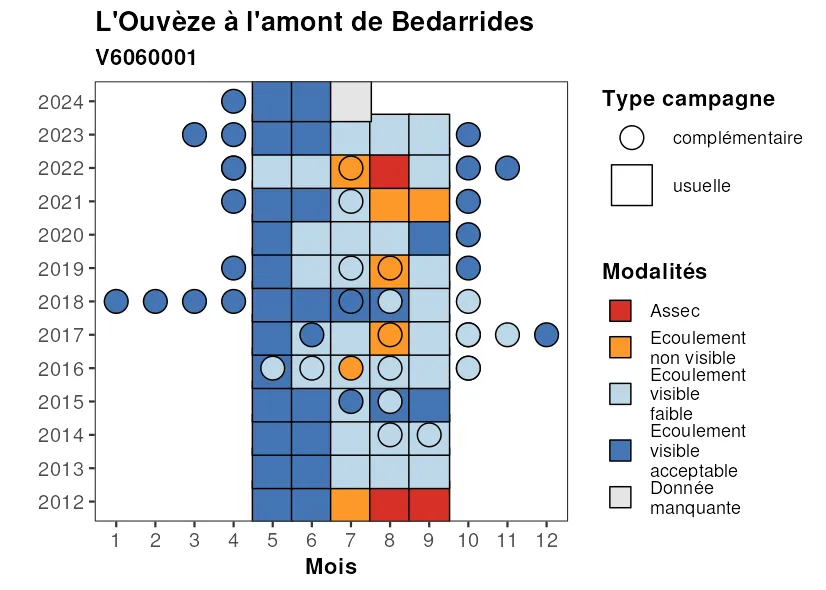 L'Ouvèze à l'amont de Bedarrides
V6060001
2024
2023
2022
2021
2020
2019
2018
2017
2016
2015
2014
2013
2012
1 2 3 4 5 6 7 8 9 10 11 12
Mois
Type campagne
complémentaire
usuelle
Modalités
Assec
Ecoulement
non visible
Ecoulement
visible
faible
Ecoulement
visible
acceptable
Donnée
manquante